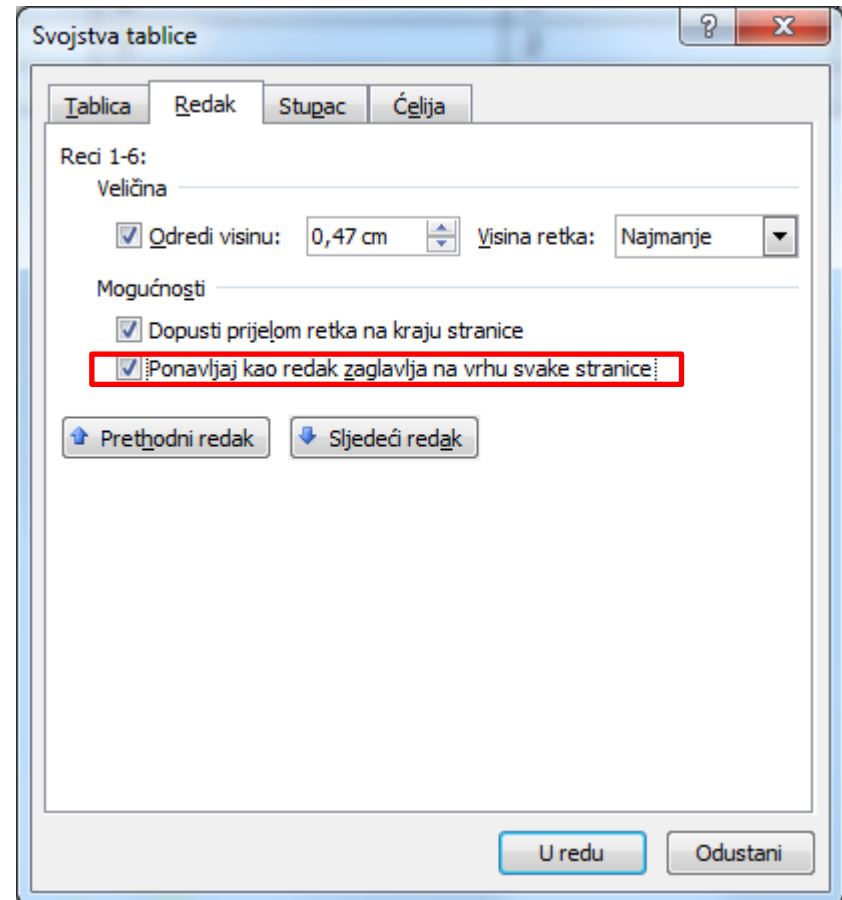 Svojstva tablice
Tablica Redak Stupac Ćelija
Reci 1-6:
Veličina
Odredi visinu: 0,47 cm Visina retka: Najmanje
Mogućnosti
Dopusti prijelom retka na kraju stranice
Ponavljaj kao redak zaglavlja na vrhu svake stranice
Prethodni redak Sljedeći redak
U redu Odustani